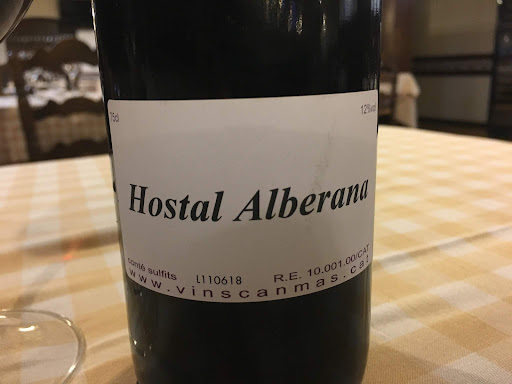 75cl 12%vol
Hostal Alberana
conté sulfits L110618 R.E. 10.001.00/CAT
www.vinscanmas.cat